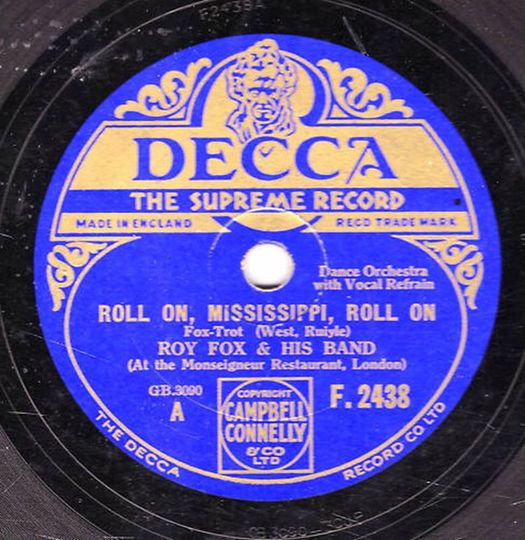 F.2438A
DECCA
THE SUPREME RECORD
MADE IN ENGLAND REGD TRADE MARK
Dance Orchestra
with Vocal Refrain
ROLL ON, MISSISSIPPI, ROLL ON
Fox-Trot (West, Ruiyle)
ROY FOX & HIS BAND
(At the Monseigneur Restaurant, London)
GB.3090
A
COPYRIGHT
CAMPBELL
CONNELLY
& CO
LTD
F. 2438
THE DECCA RECORD CO LTD